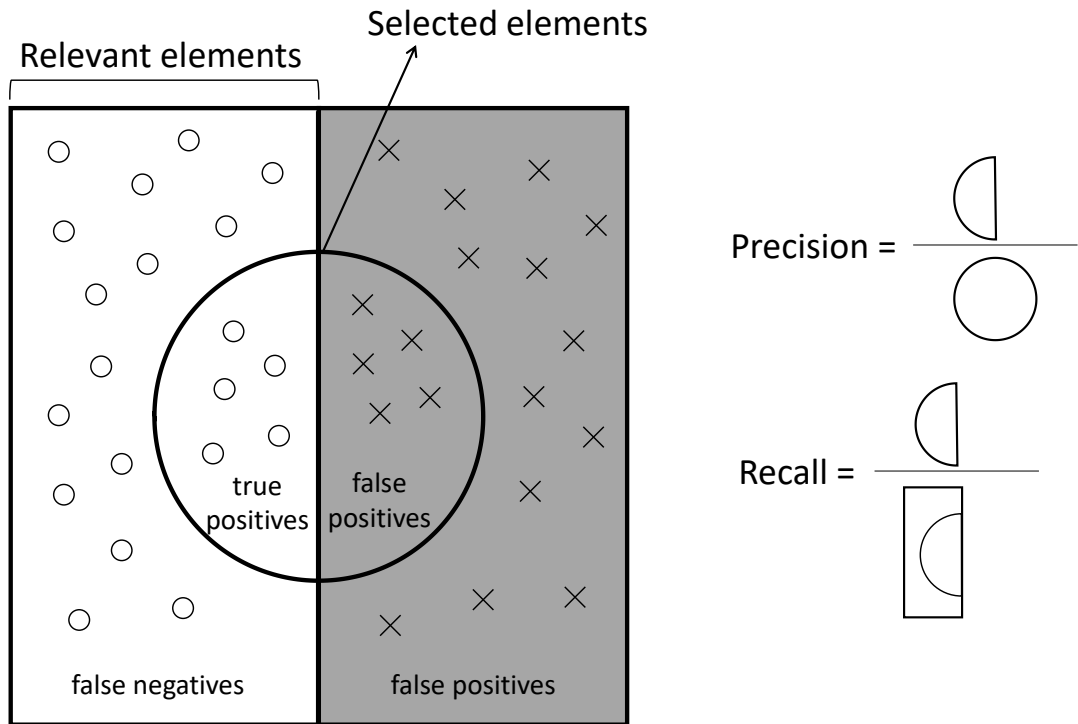 Selected elements
Relevant elements
true
positives
false
positives
false negatives
false positives
Precision =
Recall =